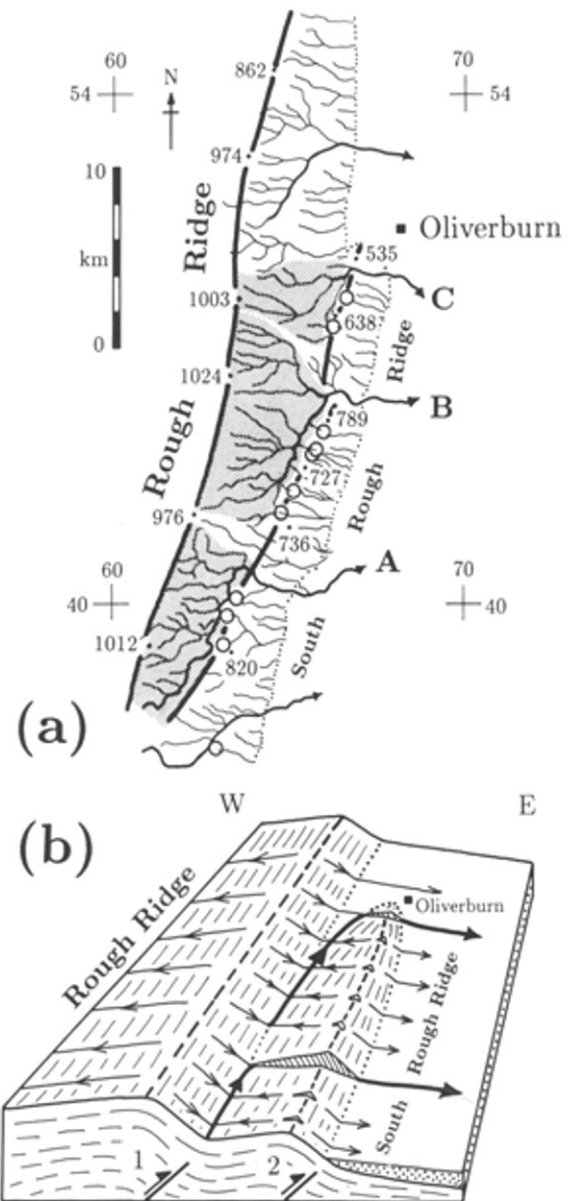 60
70
54
54
N
862
974
10
km
0
Ridge
Oliverburn
535
1003
C
638
Ridge
1024
B
789
Rough
727
Rough
976
736
A
60
70
40
40
1012
South
820
(a)
W
E
(b)
Rough Ridge
Oliverburn
Rough Ridge
South
1
2